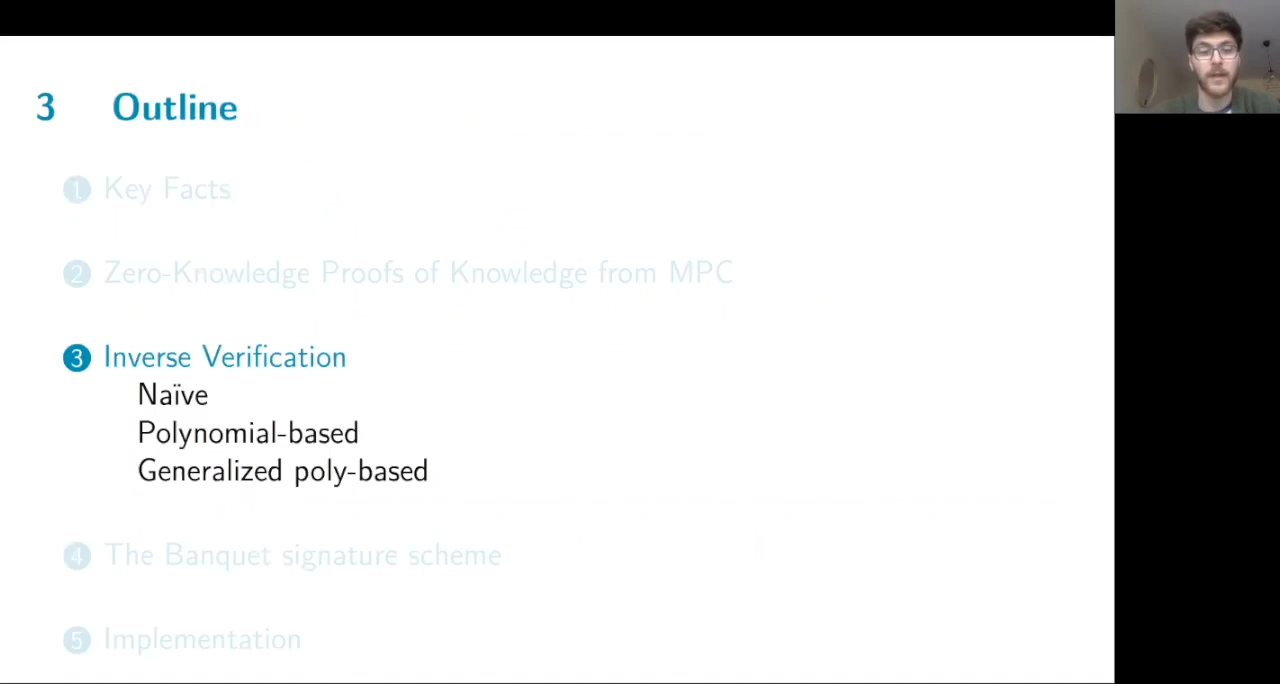 3 Outline
1 Key Facts
2 Zero-Knowledge Proofs of Knowledge from MPC
3 Inverse Verification
Naïve
Polynomial-based
Generalized poly-based
4 The Banquet signature scheme
5 Implementation